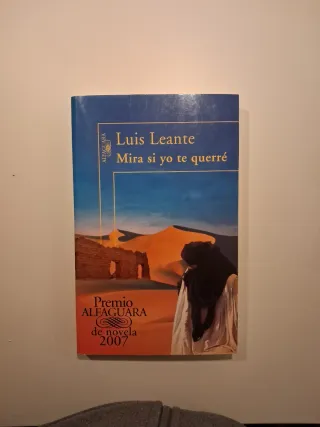 ALFAGUARA
Luis Leante
Mira si yo te querré
Premio
ALFAGUARA
de novela
2007